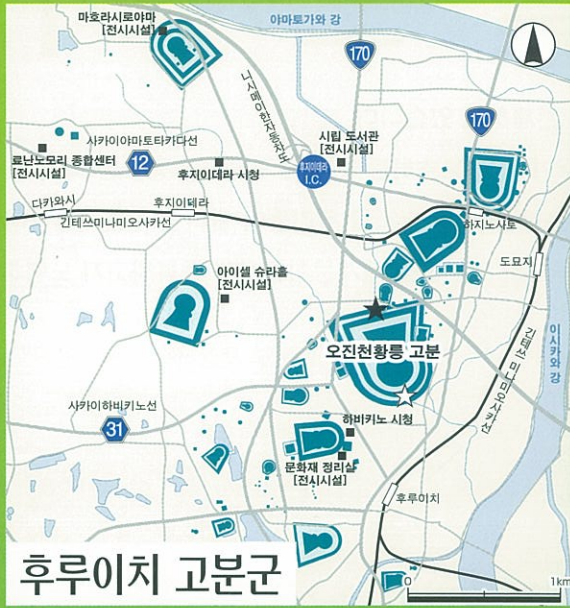 마호라시로야마
[전시시설]
야마토가와 강
170
170
니시메이한자동차도
사카이야마토타카다선
료난노모리 종합센터
[전시시설]
12
후지이데라 시청
시립 도서관
[전시시설]
후지이데라
I.C.
다카와시
후지이데라
긴테쓰미나미오사카선
하지노사토
도묘지
아이셀 슈라홀
[전시시설]
오진천황릉 고분
긴테쓰 미나미오사카선
이시카와 강
사카이하비키노선
31
하비키노 시청
문화재 정리실
[전시시설]
후루이치
후루이치 고분군
0
1km